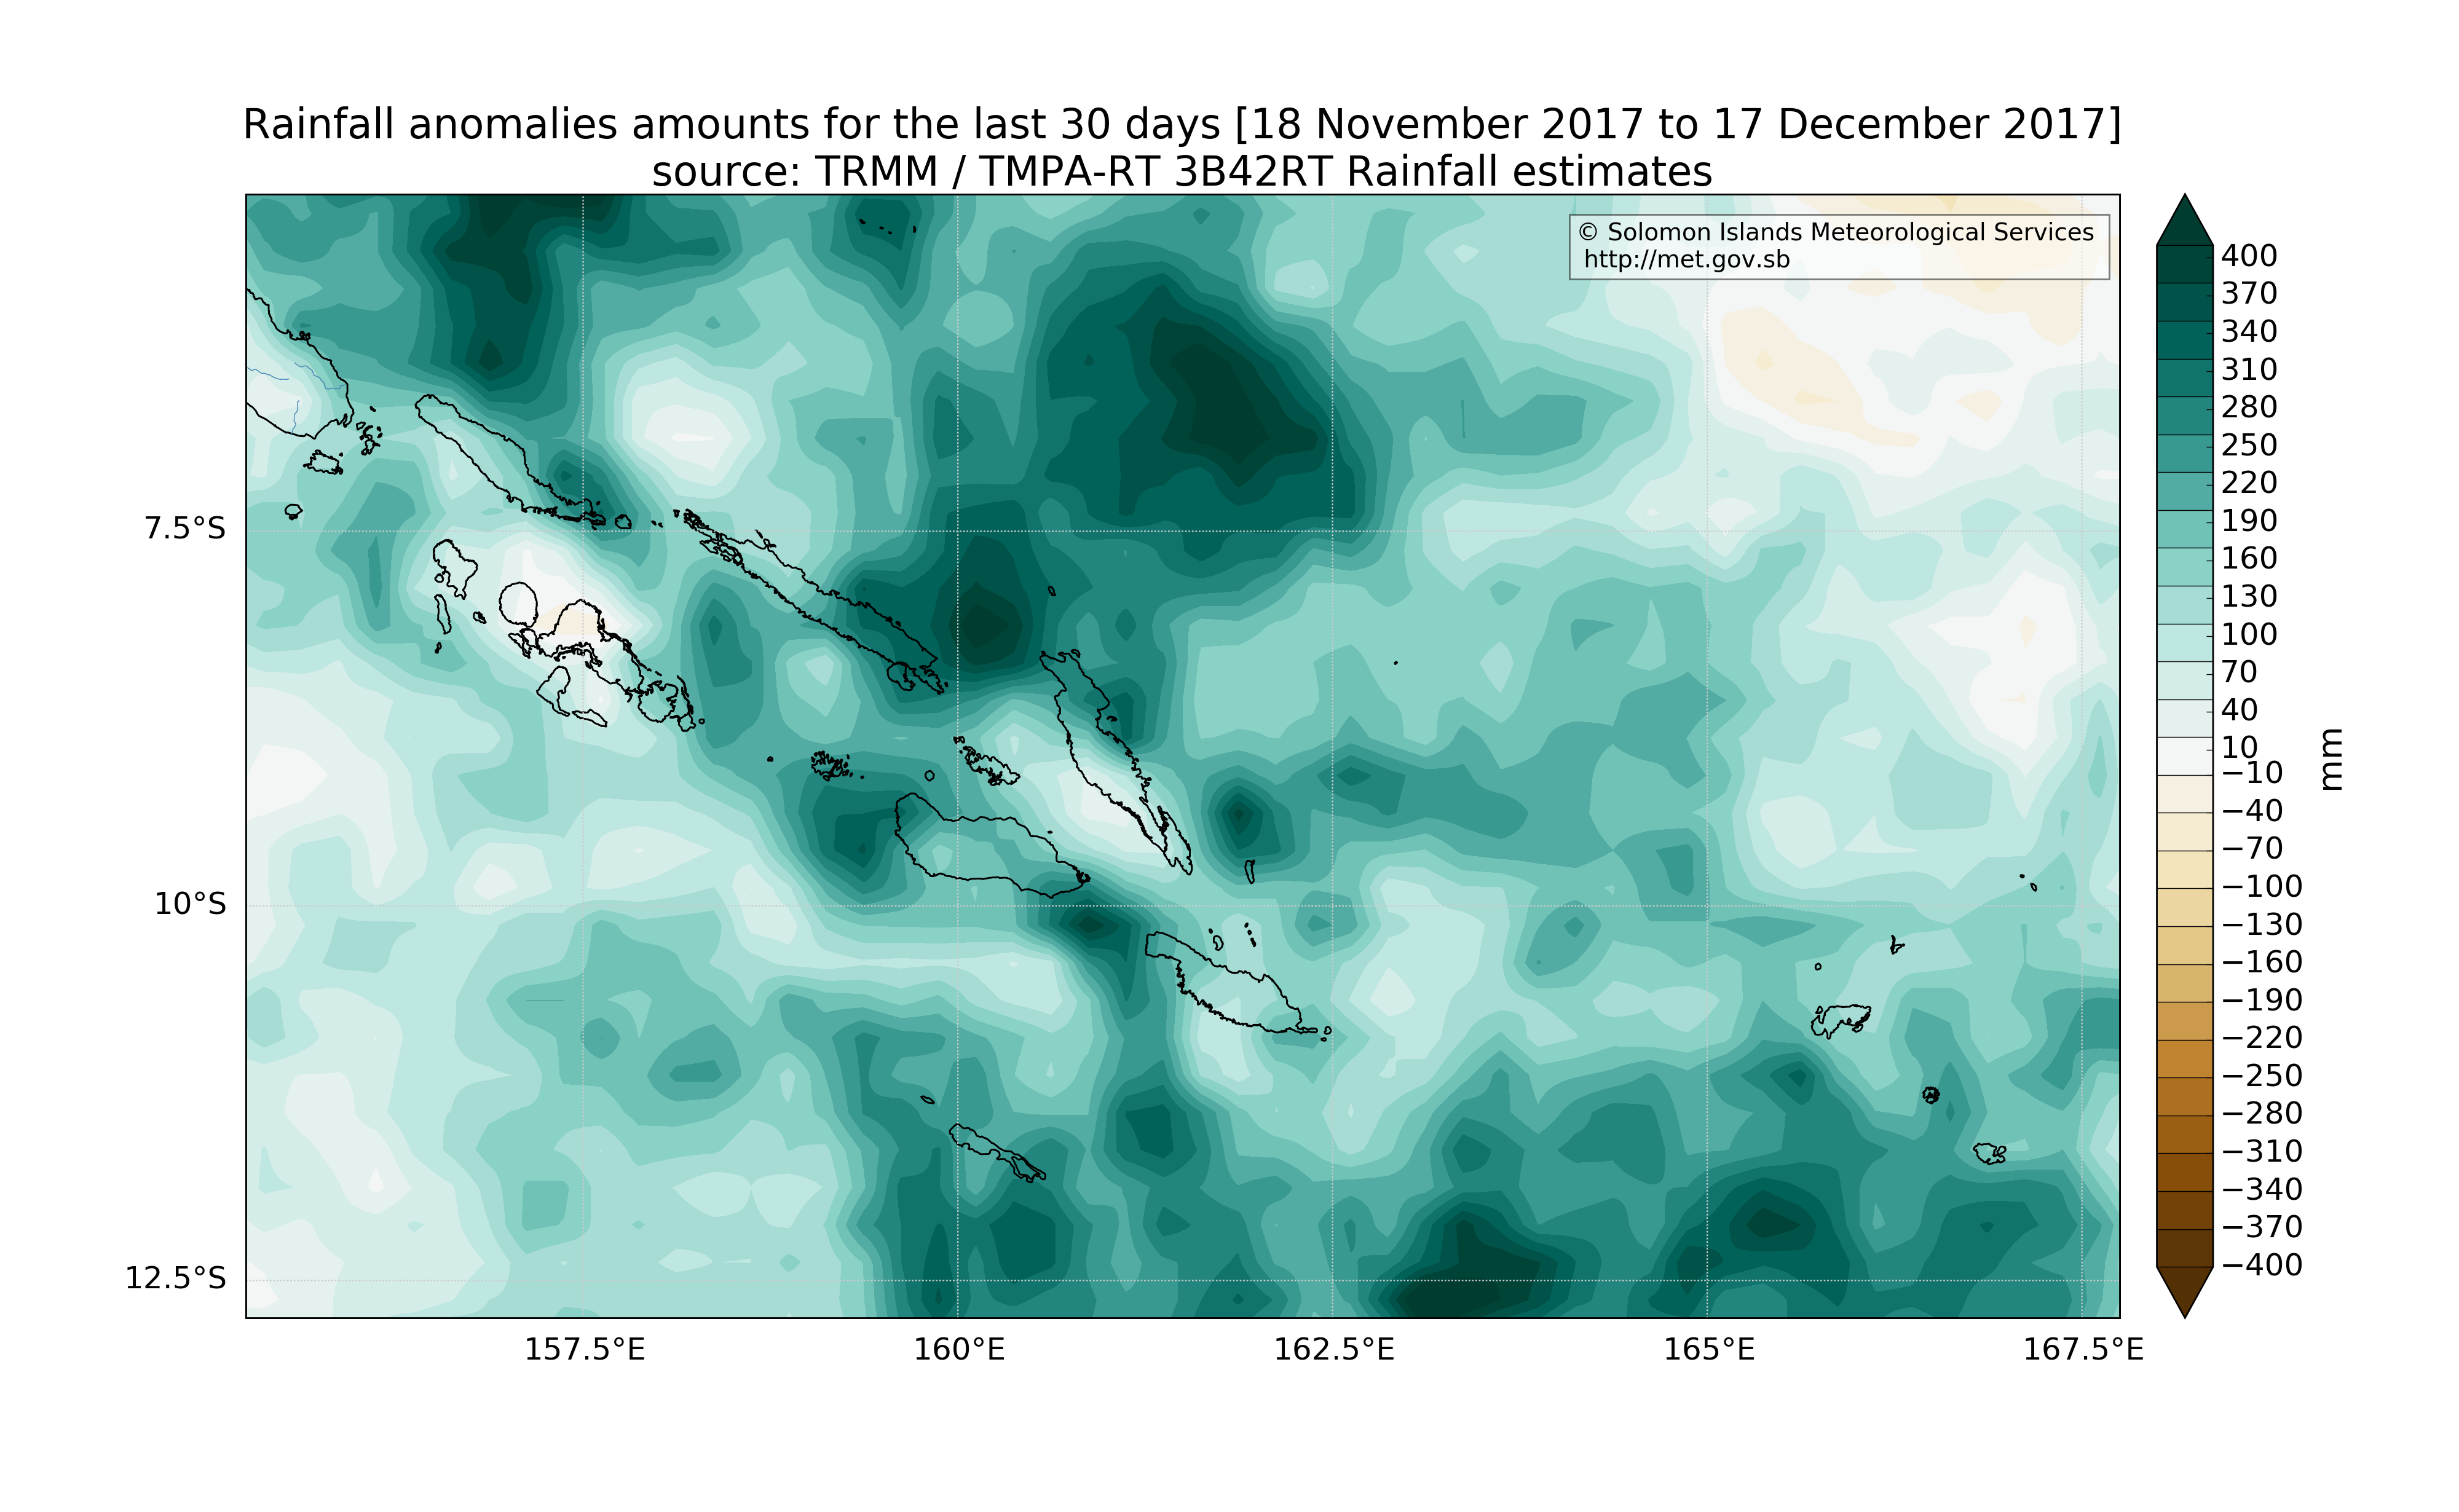 Rainfall anomalies amounts for the last 30 days [18 November 2017 to 17 December 2017]
source: TRMM / TMPA-RT 3B42RT Rainfall estimates
© Solomon Islands Meteorological Services
http://met.gov.sb
7.5°S
10°S
12.5°S
157.5°E
160°E
162.5°E
165°E
167.5°E
400
370
340
310
280
250
220
190
160
130
100
70
40
10
−10
−40
−70
−100
−130
−160
−190
−220
−250
−280
−310
−340
−370
−400
mm